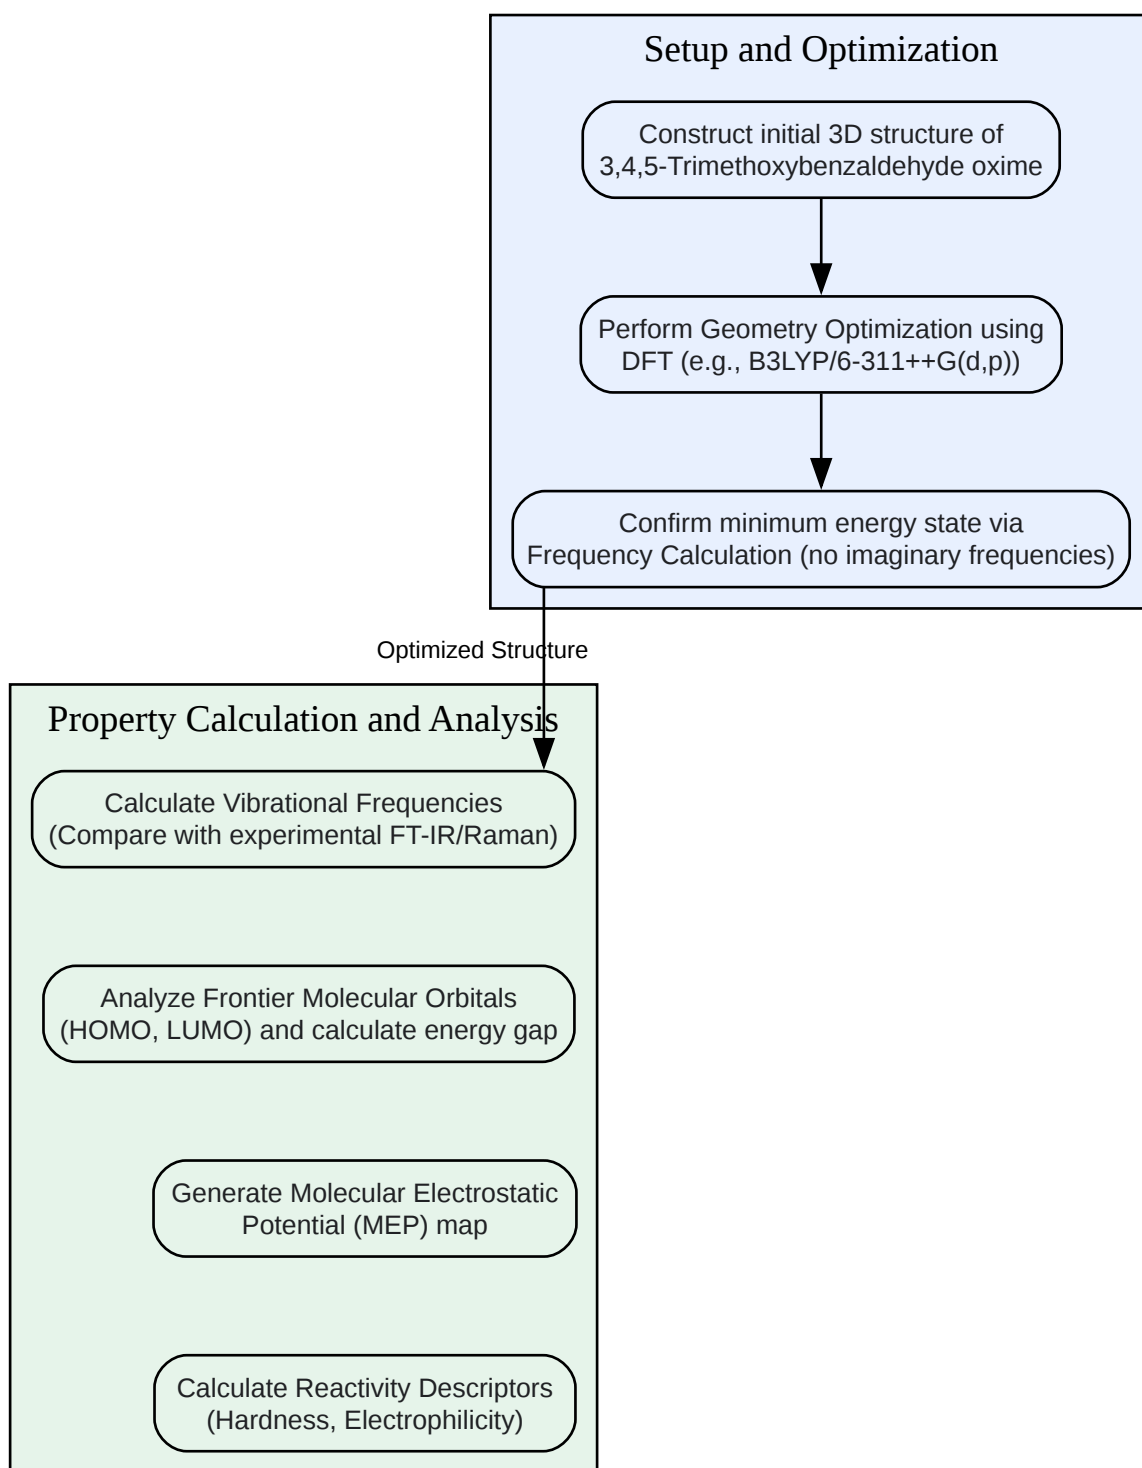 Setup and Optimization
Construct initial 3D structure of
3,4,5-Trimethoxybenzaldehyde oxime
Perform Geometry Optimization using
DFT (e.g., B3LYP/6-311++G(d,p))
Confirm minimum energy state via
Frequency Calculation (no imaginary frequencies)
Optimized Structure
Property Calculation and Analysis
Calculate Vibrational Frequencies
(Compare with experimental FT-IR/Raman)
Analyze Frontier Molecular Orbitals
(HOMO, LUMO) and calculate energy gap
Generate Molecular Electrostatic
Potential (MEP) map
Calculate Reactivity Descriptors
(Hardness, Electrophilicity)